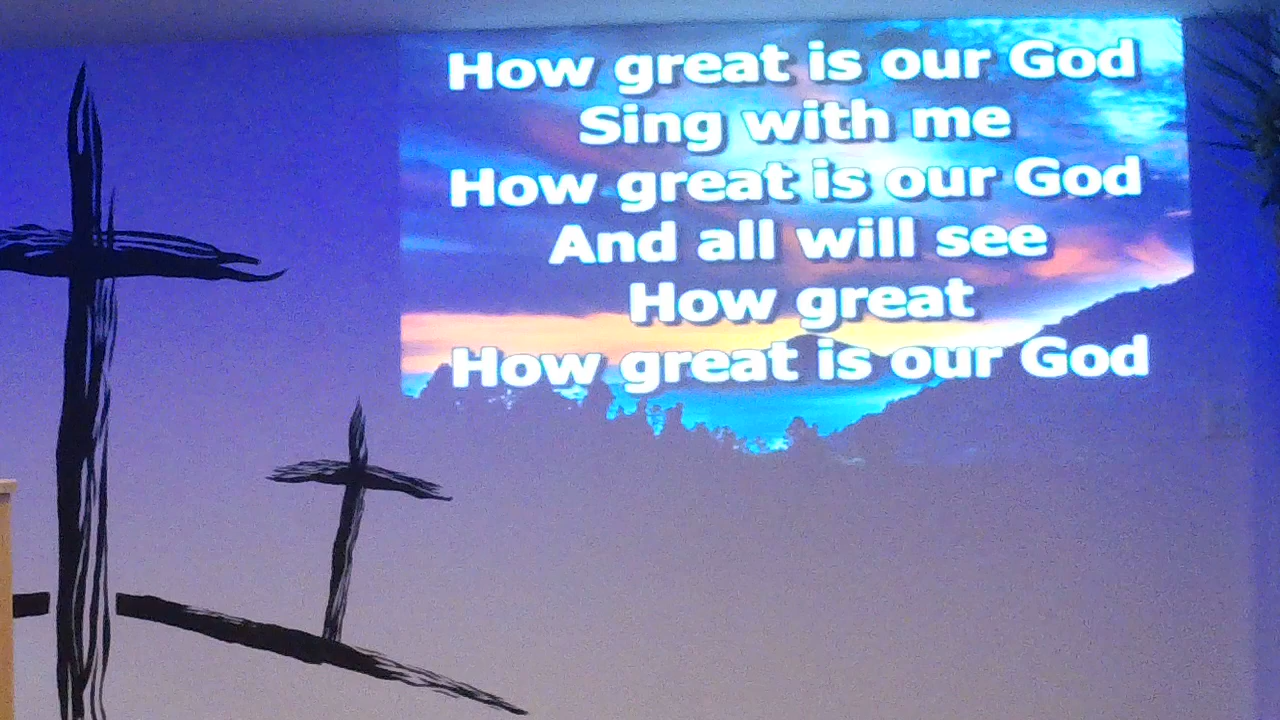 How great is our God
Sing with me
How great is our God
And all will see
How great
How great is our God